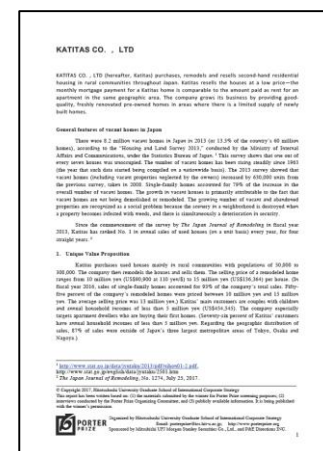 KATITAS CO. , LTD
KATITAS CO. , LTD (hereafter, Katitas) purchases, remodels and resells second-hand residential
housing in rural communities throughout Japan. Katitas resells the houses at a low price—the
monthly mortgage payment for a Katitas home is comparable to the amount paid as rent for an
apartment in the same geographic area. The company grows its business by providing good-
quality, freshly renovated pre-owned homes in areas where there is a limited supply of newly
built homes.
General features of vacant homes in Japan
There were 8.2 million vacant homes in Japan in 2013 (or 13.5% of the country's 60 million
homes), according to the "Housing and Land Survey 2013," conducted by the Ministry of Internal
Affairs and Communications, under the Statistics Bureau of Japan. ¹ This survey shows that one out of
every seven houses was unoccupied. The number of vacant homes has been rising steadily since 1963
(the year that such data started being compiled on a nationwide basis). The 2013 survey showed that
vacant homes (including vacant properties neglected by the owners) increased 630,000 units from the
previous survey, taken in 2008. Single-family homes accounted for 79% of the increase in the
overall number of vacant homes. The growth in vacant homes is primarily attributable to the fact that
vacant homes are not being demolished or remodeled. The growing number of vacant and abandoned
properties are recognized as a social problem because the scenery in a neighborhood is destroyed when
a property becomes infested with weeds, and there is simultaneously a deterioration in security.
Since the commencement of the survey by The Japan Journal of Remodeling in fiscal year
2013, Katitas has ranked No. 1 in annual sales of used homes (on a unit basis) every year, for four
straight years. ²
1. Unique Value Proposition
Katitas purchases used homes mainly in rural communities with populations of 50,000 to
300,000. The company then remodels the houses and sells them. The selling price of a remodeled home
ranges from 10 million yen (US$90,909 at 110 yen/$) to 15 million yen (US$136,364) per house. (In
fiscal year 2016, sales of single-family homes accounted for 93% of the company's total sales. Fifty-
five percent of the company's remodeled homes were priced between 10 million yen and 15 million
yen. The average selling price was 13 million yen.) Katitas' main customers are couples with children
and annual household incomes of less than 5 million yen (US$454,545). The company especially
targets apartment dwellers who are buying their first homes. (Seventy-six percent of Katitas' customers
have annual household incomes of less than 5 million yen. Regarding the geographic distribution of
sales, 87% of sales were outside of Japan's three largest metropolitan areas of Tokyo, Osaka and
Nagoya.)
² The Japan Journal of Remodeling, No. 1274, July 25, 2017.
© Copyright 2017, Hitotsubashi University Graduate School of International Corporate Strategy
PORTER
PRIZE
1